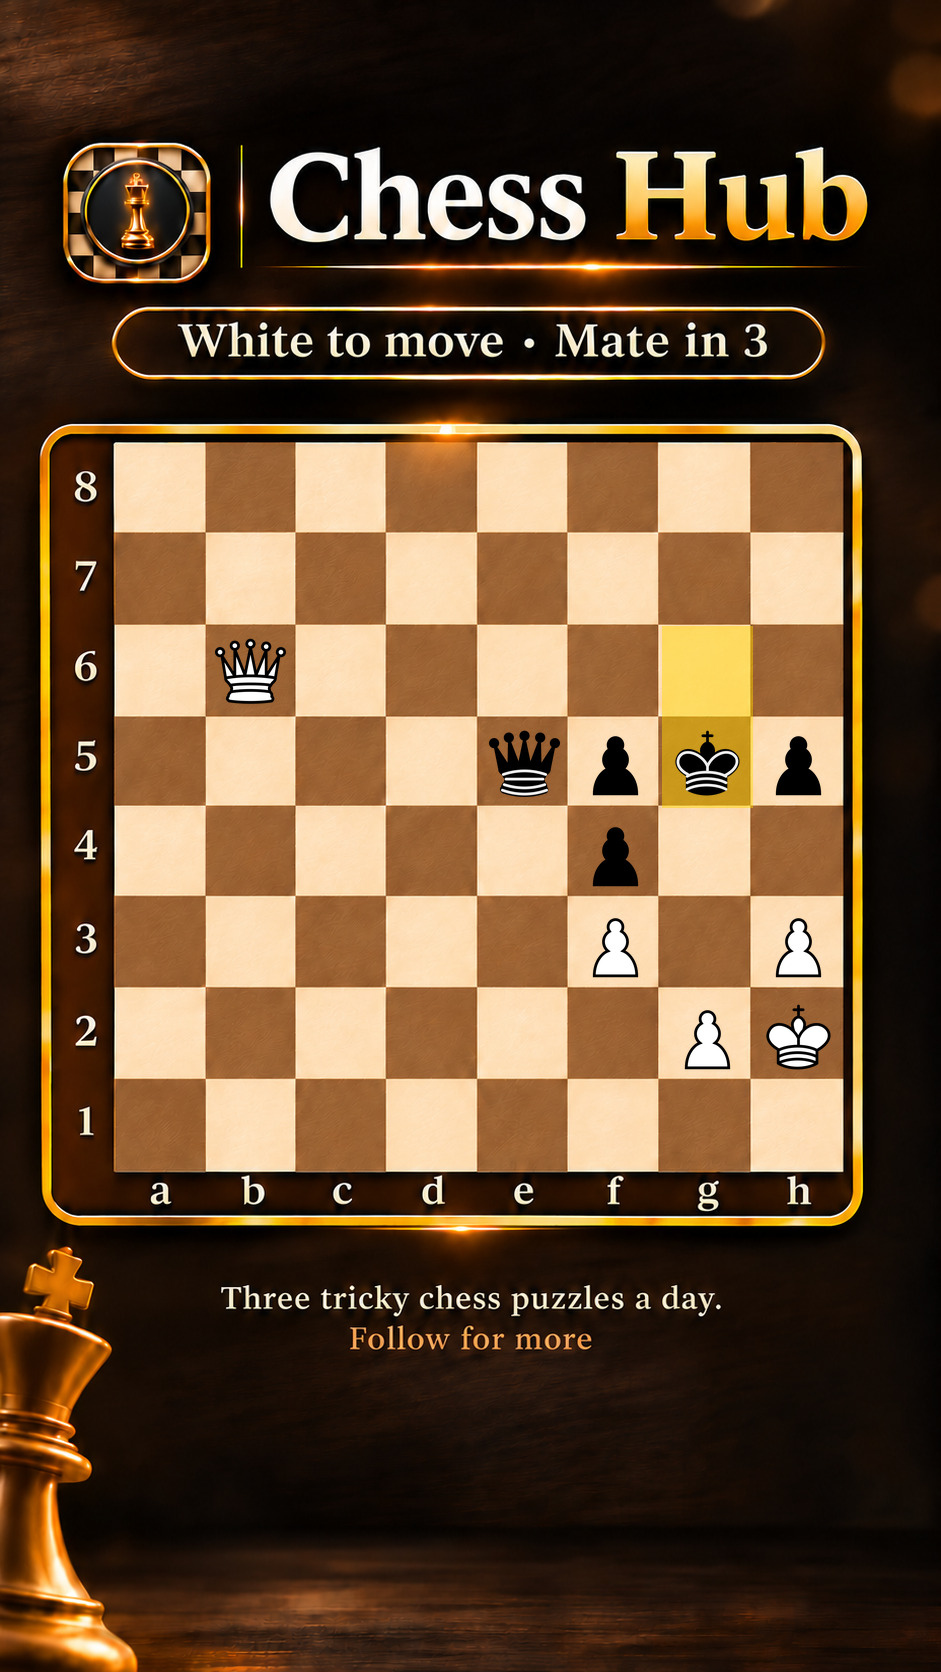 Chess Hub
White to move • Mate in 3
8
7
6
5
4
3
2
1
a b c d e f g h
Three tricky chess puzzles a day.
Follow for more